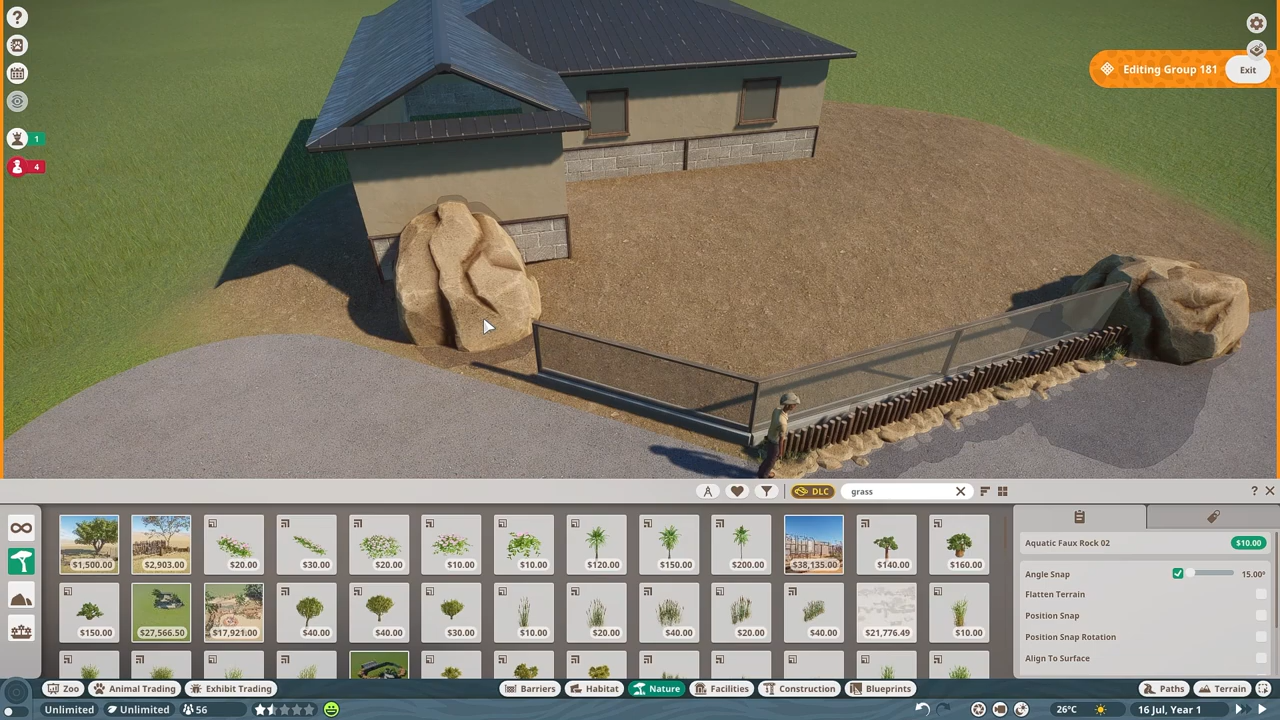 ?
Editing Group 181
Exit
1
4
DLC
grass
?
$1,500.00
$2,903.00
$20.00
$30.00
$20.00
$10.00
$10.00
$120.00
$150.00
$200.00
$38,135.00
$140.00
$160.00
Aquatic Faux Rock 02
$10.00
Angle Snap
15.00°
Flatten Terrain
$150.00
$27,566.50
$17,921.00
$40.00
$40.00
$30.00
$10.00
$20.00
$40.00
$20.00
$40.00
$21,776.49
$10.00
Position Snap
Position Snap Rotation
Align To Surface
Zoo
Animal Trading
Exhibit Trading
Barriers
Habitat
Nature
Facilities
Construction
Blueprints
Paths
Terrain
Unlimited
Unlimited
56
26°C
16 Jul, Year 1